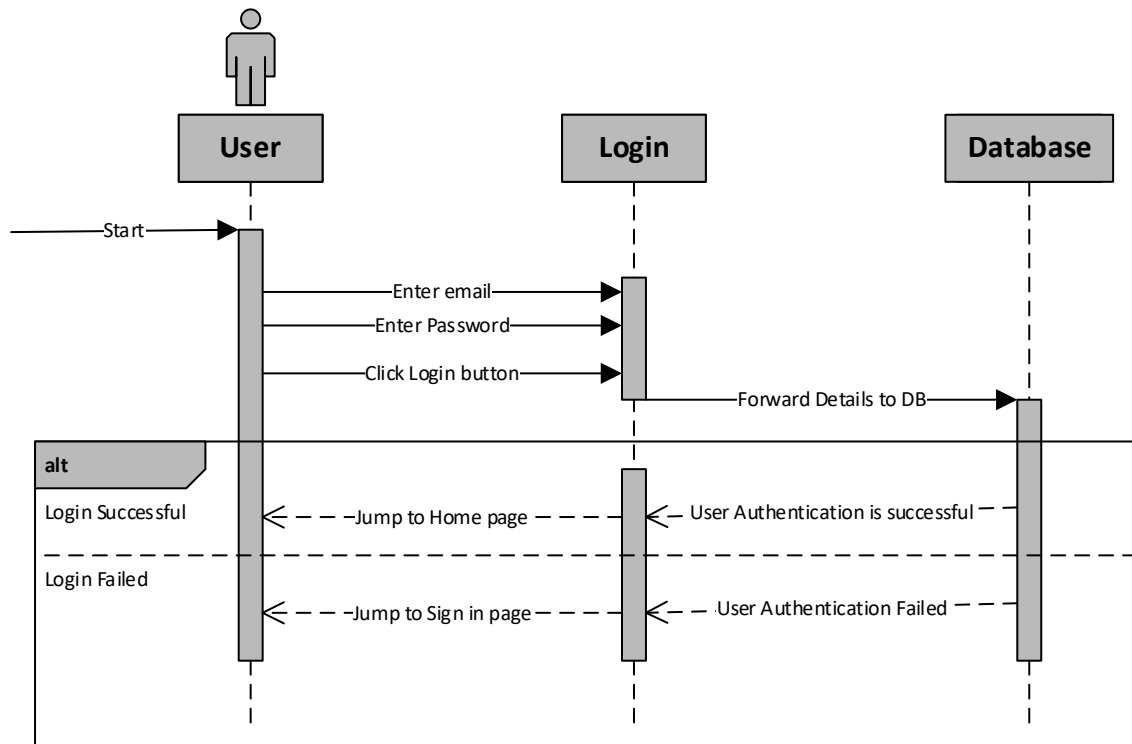 User
Login
Database
Start
Enter email
Enter Password
Click Login button
Forward Details to DB
alt
Login Successful
Jump to Home page
User Authentication is successful
Login Failed
Jump to Sign in page
User Authentication Failed